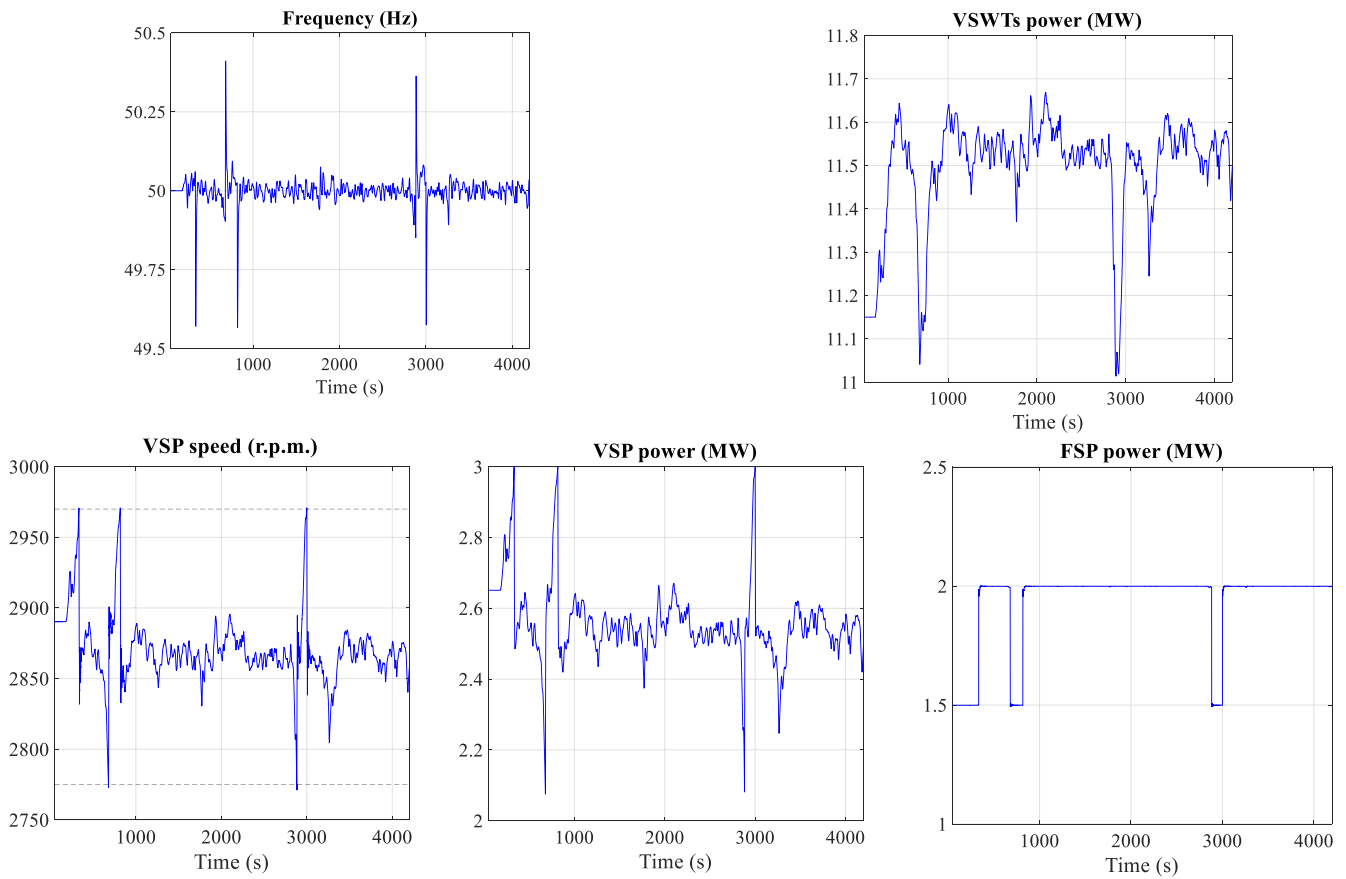 Frequency (Hz)
50.5
50.25
50
49.75
49.5
1000 2000 3000 4000
Time (s)
VSWTs power (MW)
11.8
11.7
11.6
11.5
11.4
11.3
11.2
11.1
11
1000 2000 3000 4000
Time (s)
VSP speed (r.p.m.)
3000
2950
2900
2850
2800
2750
1000 2000 3000 4000
Time (s)
VSP power (MW)
3
2.8
2.6
2.4
2.2
2
1000 2000 3000 4000
Time (s)
FSP power (MW)
2.5
2
1.5
1
1000 2000 3000 4000
Time (s)